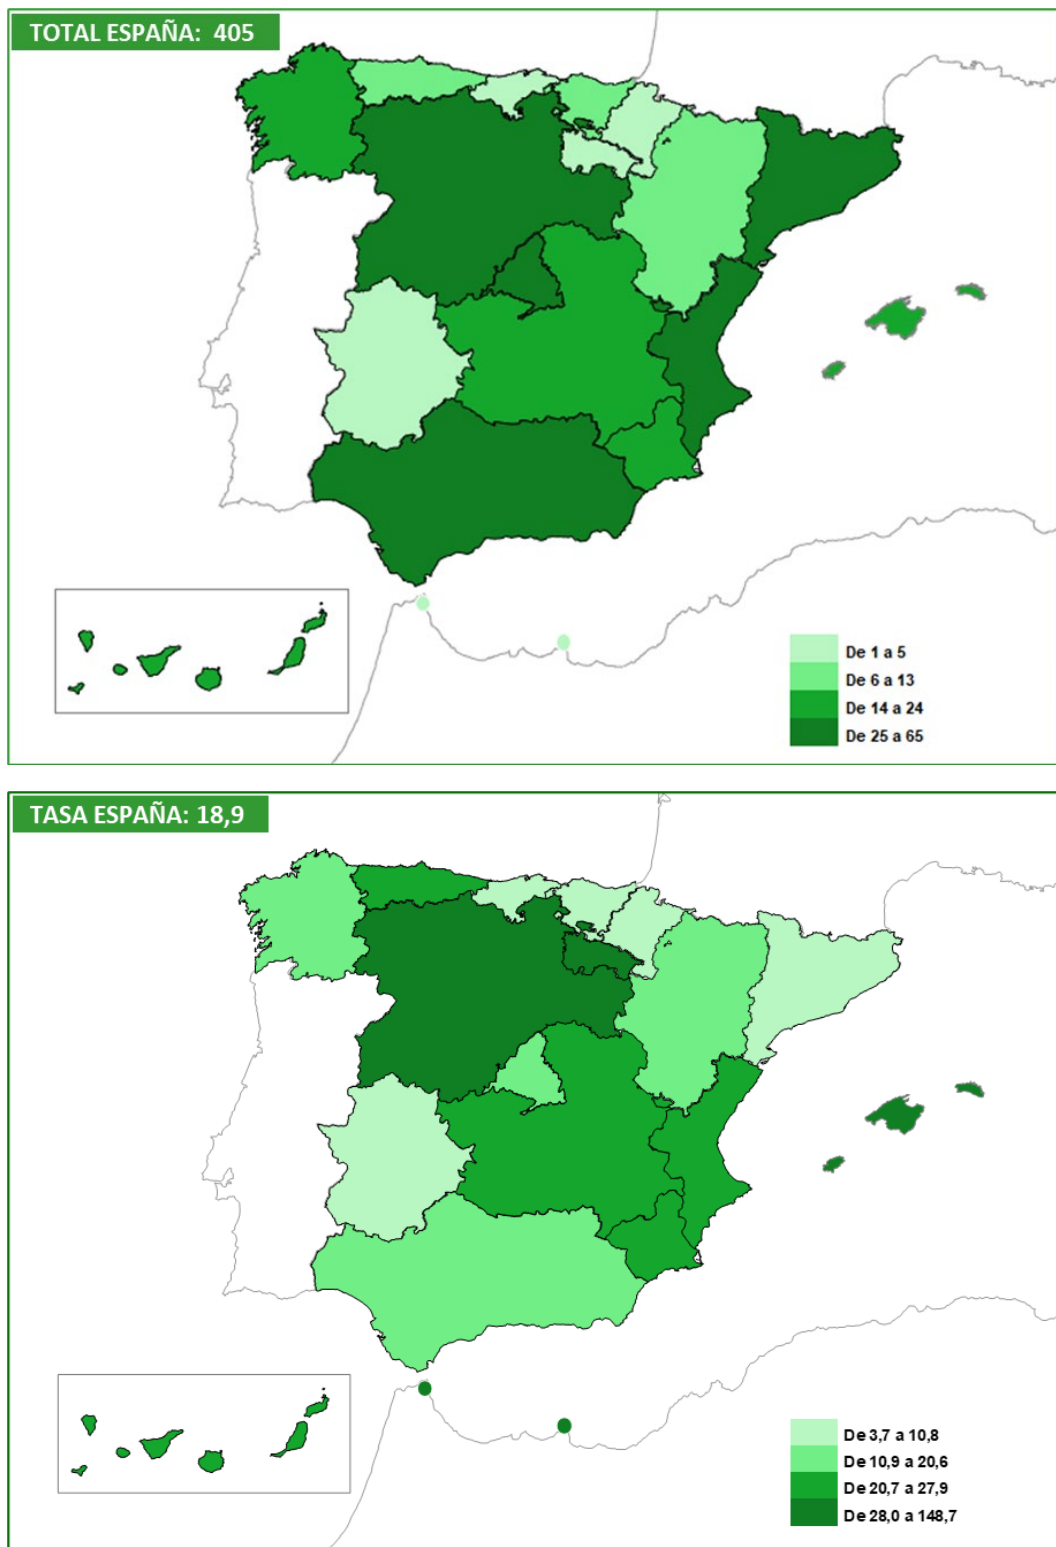 TOTAL ESPAÑA: 405
De 1 a 5
De 6 a 13
De 14 a 24
De 25 a 65
TASA ESPAÑA: 18,9
De 3,7 a 10,8
De 10,9 a 20,6
De 20,7 a 27,9
De 28,0 a 148,7